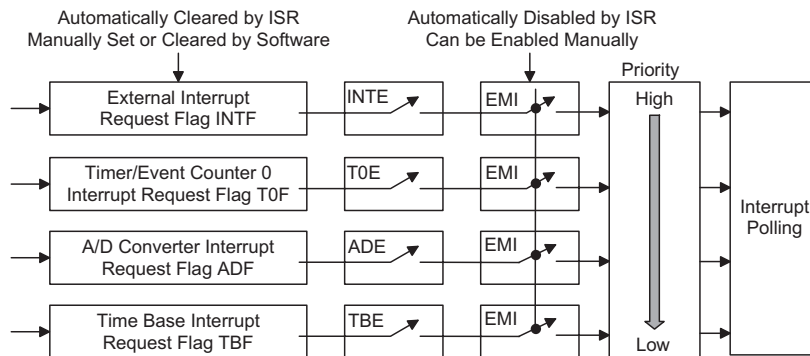 Automatically Cleared by ISR
Manually Set or Cleared by Software
Automatically Disabled by ISR
Can be Enabled Manually
Priority
External Interrupt
Request Flag INTF
INTE
EMI
High
Timer/Event Counter 0
Interrupt Request Flag T0F
T0E
EMI
A/D Converter Interrupt
Request Flag ADF
ADE
EMI
Time Base Interrupt
Request Flag TBF
TBE
EMI
Low
Interrupt
Polling